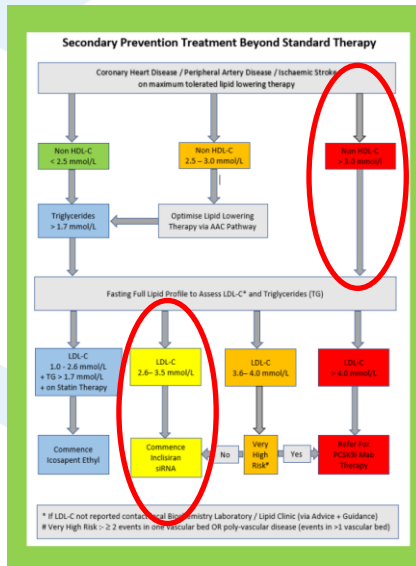 Secondary Prevention Treatment Beyond Standard Therapy
Coronary Heart Disease / Peripheral Artery Disease / Ischaemic Stroke
on maximum tolerated lipid lowering therapy
Non HDL-C
< 2.5 mmol/L
Non HDL-C
2.5 – 3.0 mmol/L
Non HDL-C
> 3.0 mmol/L
Triglycerides
> 1.7 mmol/L
Optimise Lipid Lowering
Therapy via AAC Pathway
Fasting Full Lipid Profile to Assess LDL-C* and Triglycerides (TG)
LDL-C
1.0 - 2.6 mmol/L
+ TG > 1.7 mmol/L
+ on Statin Therapy
LDL-C
2.6– 3.5 mmol/L
LDL-C
3.6– 4.0 mmol/L
LDL-C
> 4.0 mmol/L
Commence
Icosapent Ethyl
Commence
Inclisiran
siRNA
No
Very
High
Risk*
Yes
Refer For
PCSK9i Mab
Therapy
* If LDL-C not reported contact local Biochemistry Laboratory / Lipid Clinic (via Advice + Guidance)
# Very High Risk :- ≥ 2 events in one vascular bed OR poly-vascular disease (events in >1 vascular bed)